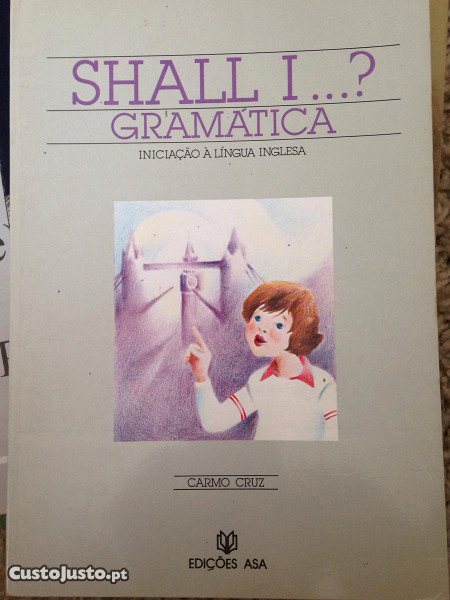 SHALL I ...?
GRAMÁTICA
INICIAÇÃO À LÍNGUA INGLESA
CARMO CRUZ
EDIÇÕES ASA
CustoJusto.pt